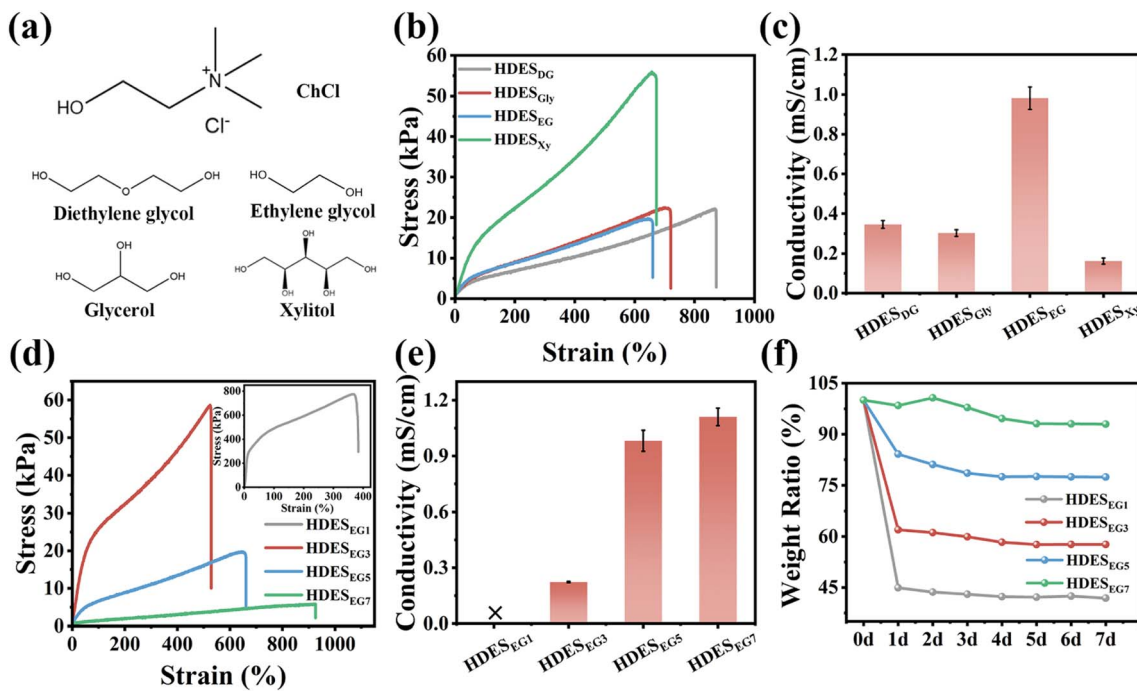 (a)
HO
N
+
Cl-
ChCl
HO
O
OH
Diethylene glycol
HO
OH
Ethylene glycol
OH
HO
OH
Glycerol
OH
HO
OH
OH
OH
Xylitol
(b)
Stress (kPa)
60
50
40
30
20
10
0
HDESDG
HDESGly
HDESEG
HDESXy
0 200 400 600 800 1000
Strain (%)
(c)
Conductivity (mS/cm)
1.2
1.0
0.8
0.6
0.4
0.2
0.0
HDESDG HDESGly HDESEG HDESXy
(d)
Stress (kPa)
60
50
40
30
20
10
0
Stress (kPa)
800
600
400
200
0
0 100 200 300 400
Strain (%)
HDESEG1
HDESEG3
HDESEG5
HDESEG7
0 200 400 600 800
Strain (%)
(e)
Conductivity (mS/cm)
1.2
0.9
0.6
0.3
0.0
×
HDESEG1 HDESEG3 HDESEG5 HDESEG7
(f)
Weight Ratio (%)
105
90
75
60
45
HDESEG1
HDESEG3
HDESEG5
HDESEG7
0d 1d 2d 3d 4d 5d 6d 7d